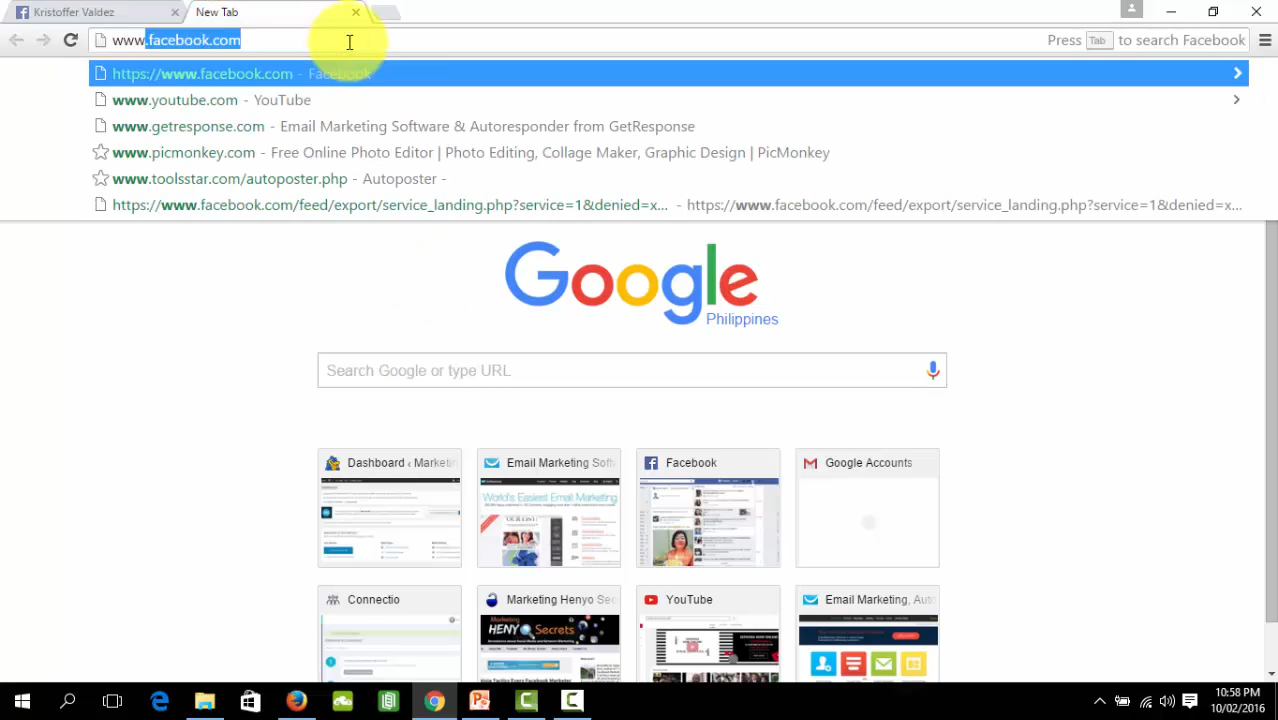 Kristoffer Valdez
New Tab
www.facebook.com
Press Tab to search Facebook
https://www.facebook.com - Facebook
www.youtube.com - YouTube
www.getresponse.com - Email Marketing Software & Autoresponder from GetResponse
www.picmonkey.com - Free Online Photo Editor | Photo Editing, Collage Maker, Graphic Design | PicMonkey
www.toolsstar.com/autoposter.php - Autoposter -
https://www.facebook.com/feed/export/service_landing.php?service=1&denied=x... - https://www.facebook.com/feed/export/service_landing.php?service=1&denied=x...
Google
Philippines
Search Google or type URL
Dashboard ‹ Marketin
Email Marketing Soft
Facebook
Google Accounts
World's Easiest Email Marketing
Connectio
Marketing Henyo Sec
YouTube
Email Marketing, Auto
Marketing
HENYO Secrets
10:58 PM
10/02/2016